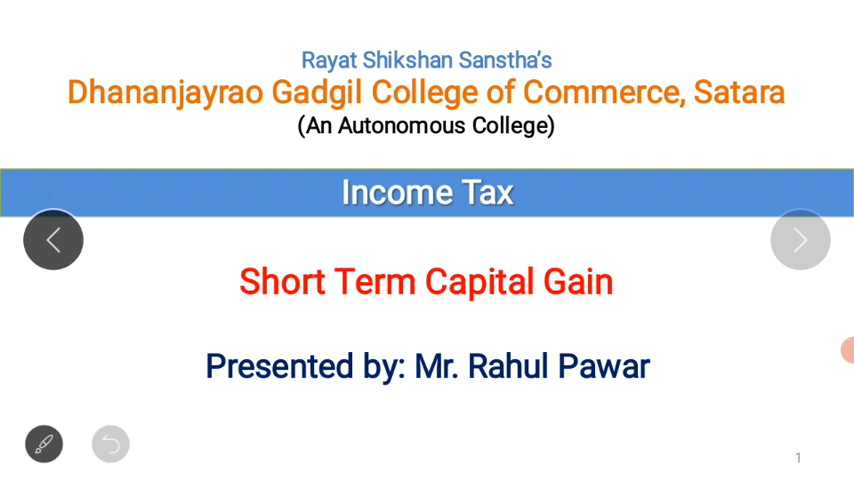 Rayat Shikshan Sanstha's
Dhananjayrao Gadgil College of Commerce, Satara
(An Autonomous College)
Income Tax
Short Term Capital Gain
Presented by: Mr. Rahul Pawar
1